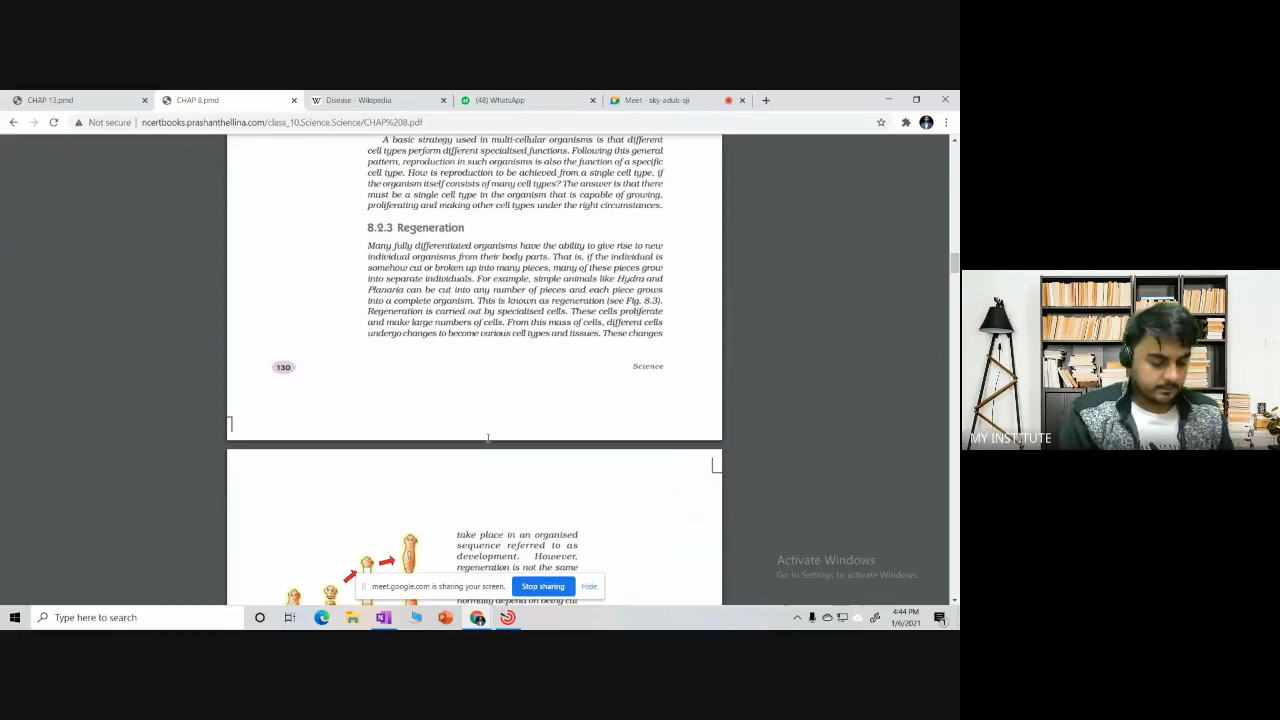 CHAP 13.pmd
CHAP 8.pmd
Disease - Wikipedia
(48) WhatsApp
Meet - sky-adub-sji
Not secure
ncertbooks.prashanthellina.com/class_10.Science.Science/CHAP%208.pdf
A basic strategy used in multi-cellular organisms is that different
cell types perform different specialised functions. Following this general
pattern, reproduction in such organisms is also the function of a specific
cell type. How is reproduction to be achieved from a single cell type, if
the organism itself consists of many cell types? The answer is that there
must be a single cell type in the organism that is capable of growing,
proliferating and making other cell types under the right circumstances.
8.2.3 Regeneration
Many fully differentiated organisms have the ability to give rise to new
individual organisms from their body parts. That is, if the individual is
somehow cut or broken up into many pieces, many of these pieces grow
into separate individuals. For example, simple animals like Hydra and
Planaria can be cut into any number of pieces and each piece grows
into a complete organism. This is known as regeneration (see Fig. 8.3).
Regeneration is carried out by specialised cells. These cells proliferate
and make large numbers of cells. From this mass of cells, different cells
undergo changes to become various cell types and tissues. These changes
130
Science
take place in an organised
sequence referred to as
development. However,
regeneration is not the same
normally depend on being cut
meet.google.com is sharing your screen.
Stop sharing
Hide
Activate Windows
Go to Settings to activate Windows.
Type here to search
4:44 PM
1/6/2021
MY INSTITUTE